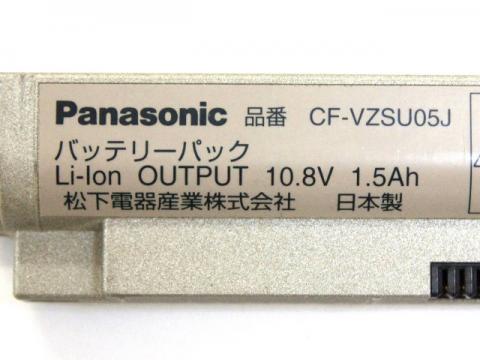 Panasonic 品番 CF-VZSU05J
バッテリーパック
Li-Ion OUTPUT 10.8V 1.5Ah
松下電器産業株式会社 日本製